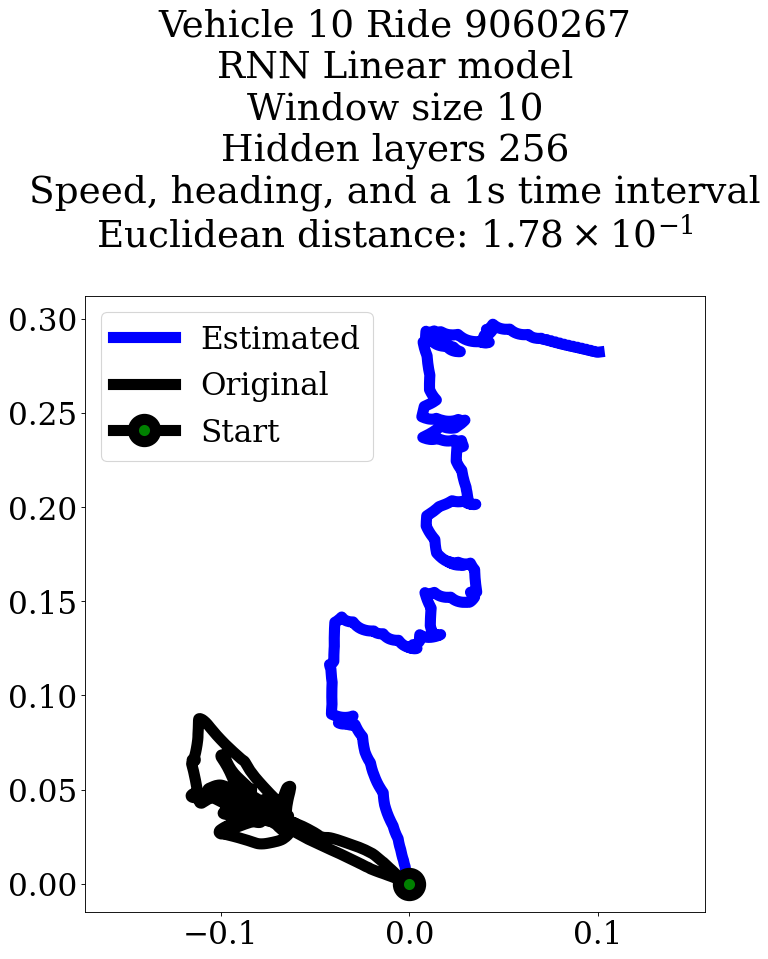 Vehicle 10 Ride 9060267
RNN Linear model
Window size 10
Hidden layers 256
Speed, heading, and a 1s time interval
Euclidean distance: 1.78 × 10⁻¹
0.30
0.25
0.20
0.15
0.10
0.05
0.00
Estimated
Original
Start
−0.1 0.0 0.1